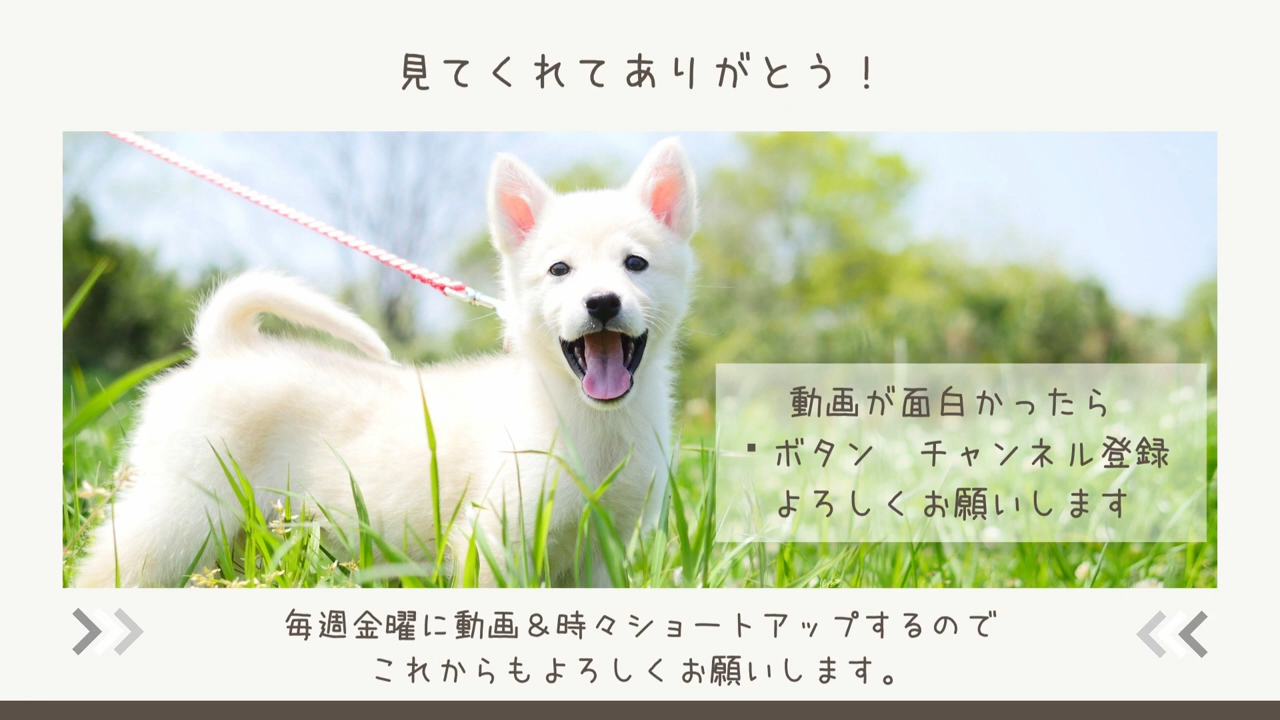 見てくれてありがとう！
動画が面白かったら
▪ボタン　チャンネル登録
よろしくお願いします
毎週金曜に動画＆時々ショートアップするので
これからもよろしくお願いします。